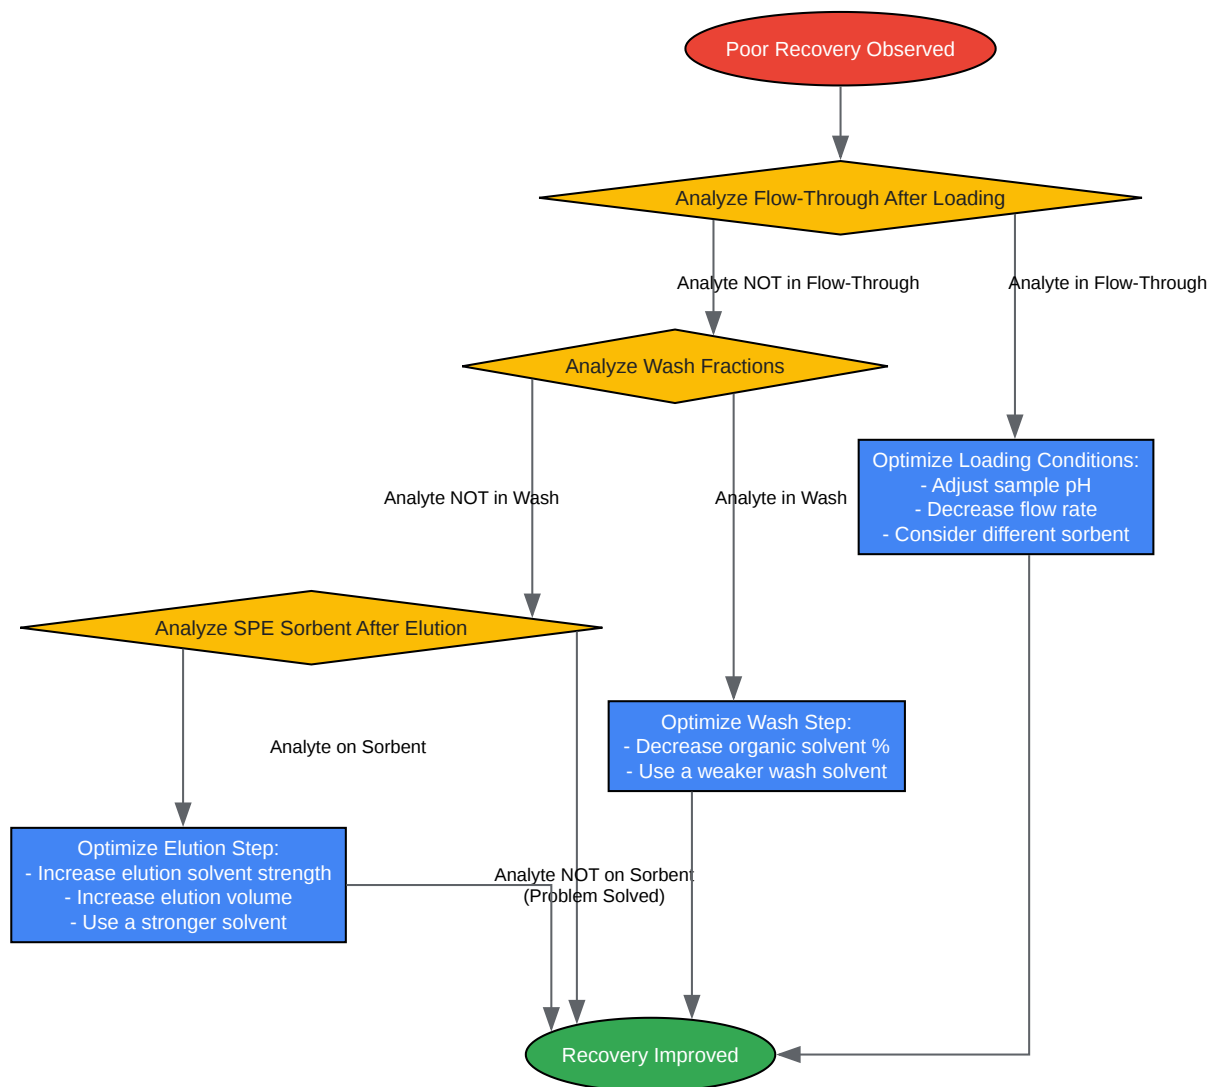 Poor Recovery Observed
Analyze Flow-Through After Loading
Analyte NOT in Flow-Through
Analyte in Flow-Through
Analyze Wash Fractions
Optimize Loading Conditions:
- Adjust sample pH
- Decrease flow rate
- Consider different sorbent
Analyte NOT in Wash
Analyte in Wash
Analyze SPE Sorbent After Elution
Optimize Wash Step:
- Decrease organic solvent %
- Use a weaker wash solvent
Analyte on Sorbent
Optimize Elution Step:
- Increase elution solvent strength
- Increase elution volume
- Use a stronger solvent
Analyte NOT on Sorbent
(Problem Solved)
Recovery Improved